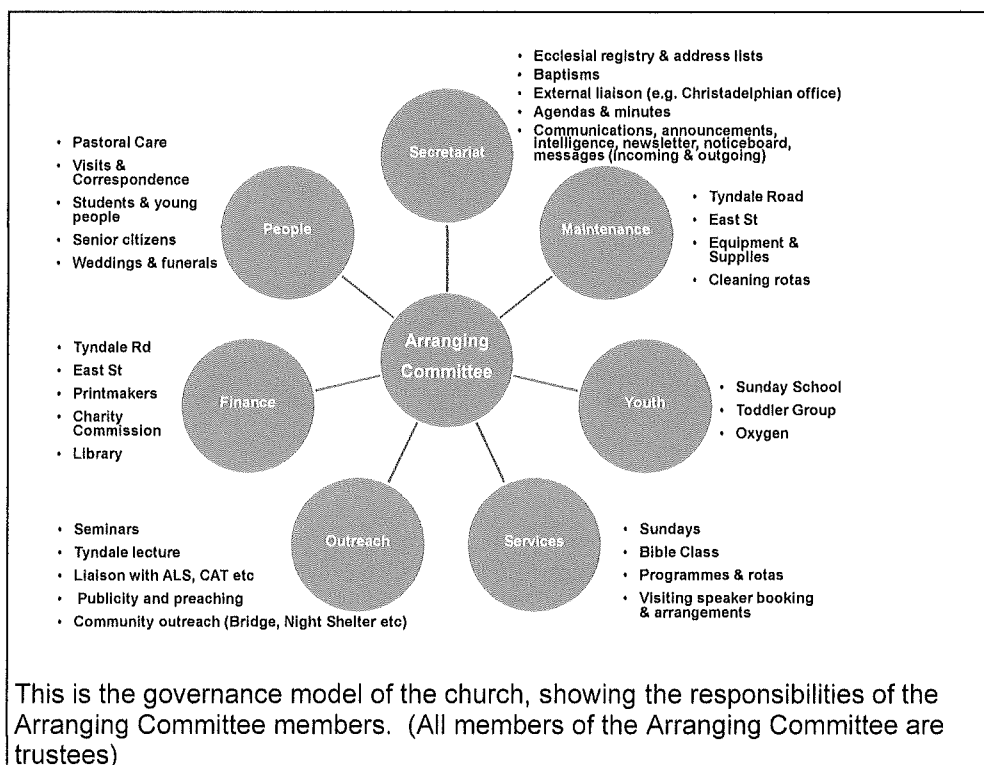 • Ecclesial registry & address lists
• Baptisms
• External liaison (e.g. Christadelphian office)
• Agendas & minutes
• Communications, announcements,
intelligence, newsletter, noticeboard,
messages (incoming & outgoing)
Secretariat
• Pastoral Care
• Visits &
Correspondence
• Students & young
people
• Senior citizens
• Weddings & funerals
People
Maintenance
• Tyndale Road
• East St
• Equipment &
Supplies
• Cleaning rotas
Arranging
Committee
• Tyndale Rd
• East St
• Printmakers
• Charity
Commission
• Library
Finance
Youth
• Sunday School
• Toddler Group
• Oxygen
• Seminars
• Tyndale lecture
• Liaison with ALS, CAT etc
• Publicity and preaching
• Community outreach (Bridge, Night Shelter etc)
Outreach
Services
• Sundays
• Bible Class
• Programmes & rotas
• Visiting speaker booking
& arrangements
This is the governance model of the church, showing the responsibilities of the
Arranging Committee members. (All members of the Arranging Committee are
trustees)